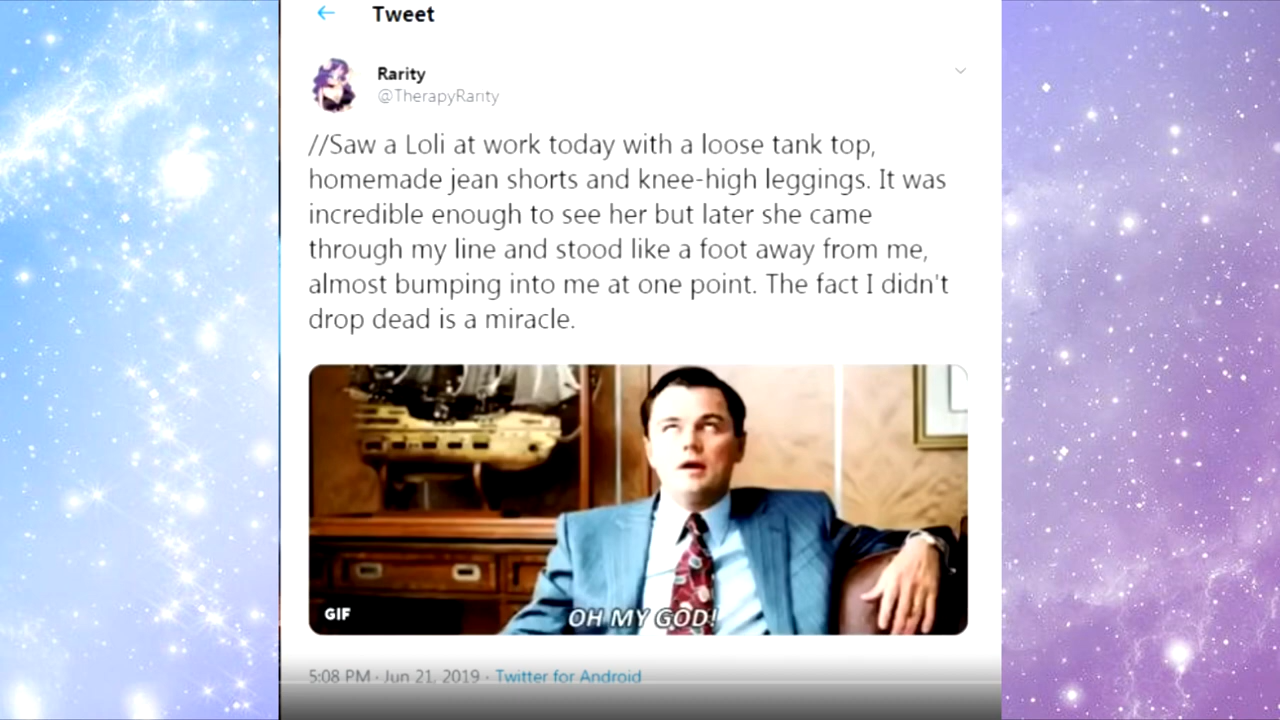 Tweet
Rarity
@TherapyRarity
//Saw a Loli at work today with a loose tank top,
homemade jean shorts and knee-high leggings. It was
incredible enough to see her but later she came
through my line and stood like a foot away from me,
almost bumping into me at one point. The fact I didn't
drop dead is a miracle.
GIF
OH MY GOD!
5:08 PM · Jun 21, 2019 · Twitter for Android